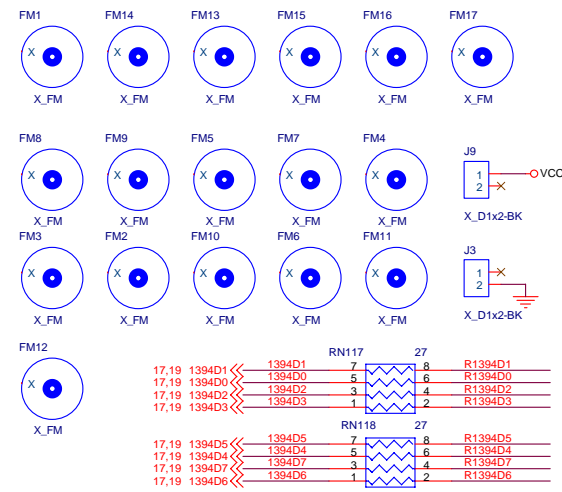 FM1 FM14 FM13 FM15 FM16 FM17
X X X X X X
X_FM X_FM X_FM X_FM X_FM X_FM
FM8 FM9 FM5 FM7 FM4 J9
X X X X X 1 VCC
2
X_FM X_FM X_FM X_FM X_FM X_D1x2-BK
FM3 FM2 FM10 FM6 FM11 J3
X X X X X 1
2
X_FM X_FM X_FM X_FM X_FM X_D1x2-BK
FM12 RN117 27
X
X_FM
17,19 1394D1 1394D1 7 8 R1394D1
17,19 1394D0 1394D0 5 6 R1394D0
17,19 1394D2 1394D2 3 4 R1394D2
17,19 1394D3 1394D3 1 2 R1394D3
RN118 27
17,19 1394D5 1394D5 7 8 R1394D5
17,19 1394D4 1394D4 5 6 R1394D4
17,19 1394D7 1394D7 3 4 R1394D7
17,19 1394D6 1394D6 1 2 R1394D6